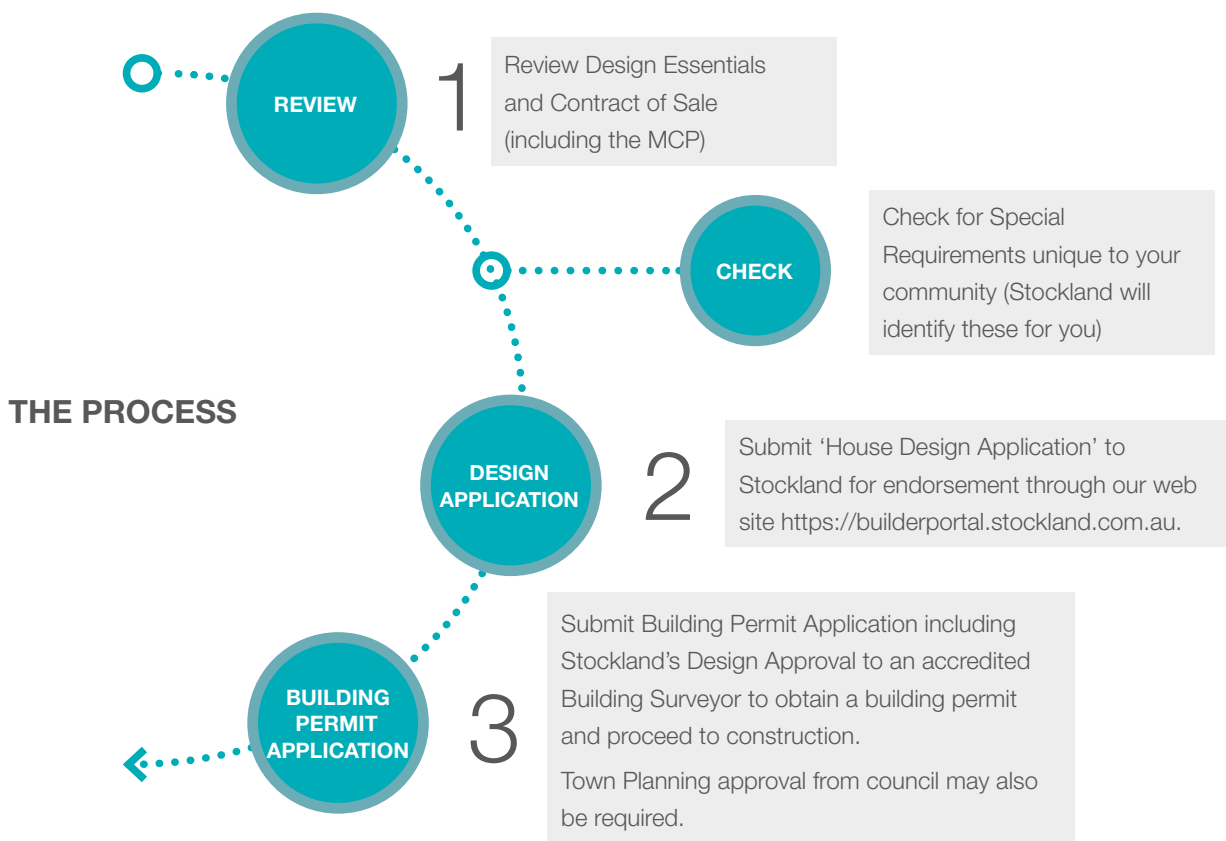 REVIEW
1
Review Design Essentials
and Contract of Sale
(including the MCP)
CHECK
Check for Special
Requirements unique to your
community (Stockland will
identify these for you)
THE PROCESS
DESIGN
APPLICATION
2
Submit ‘House Design Application’ to
Stockland for endorsement through our web
site https://builderportal.stockland.com.au.
BUILDING
PERMIT
APPLICATION
3
Submit Building Permit Application including
Stockland’s Design Approval to an accredited
Building Surveyor to obtain a building permit
and proceed to construction.
Town Planning approval from council may also
be required.